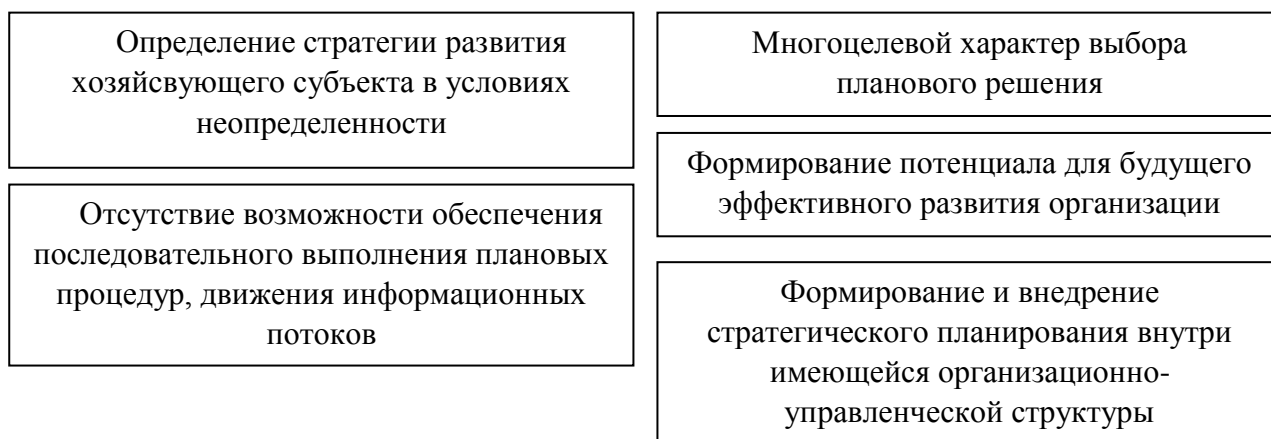 Определение стратегии развития
хозяйсвующего субъекта в условиях
неопределенности
Отсутствие возможности обеспечения
последовательного выполнения плановых
процедур, движения информационных
потоков
Многоцелевой характер выбора
планового решения
Формирование потенциала для будущего
эффективного развития организации
Формирование и внедрение
стратегического планирования внутри
имеющейся организационно-
управленческой структуры